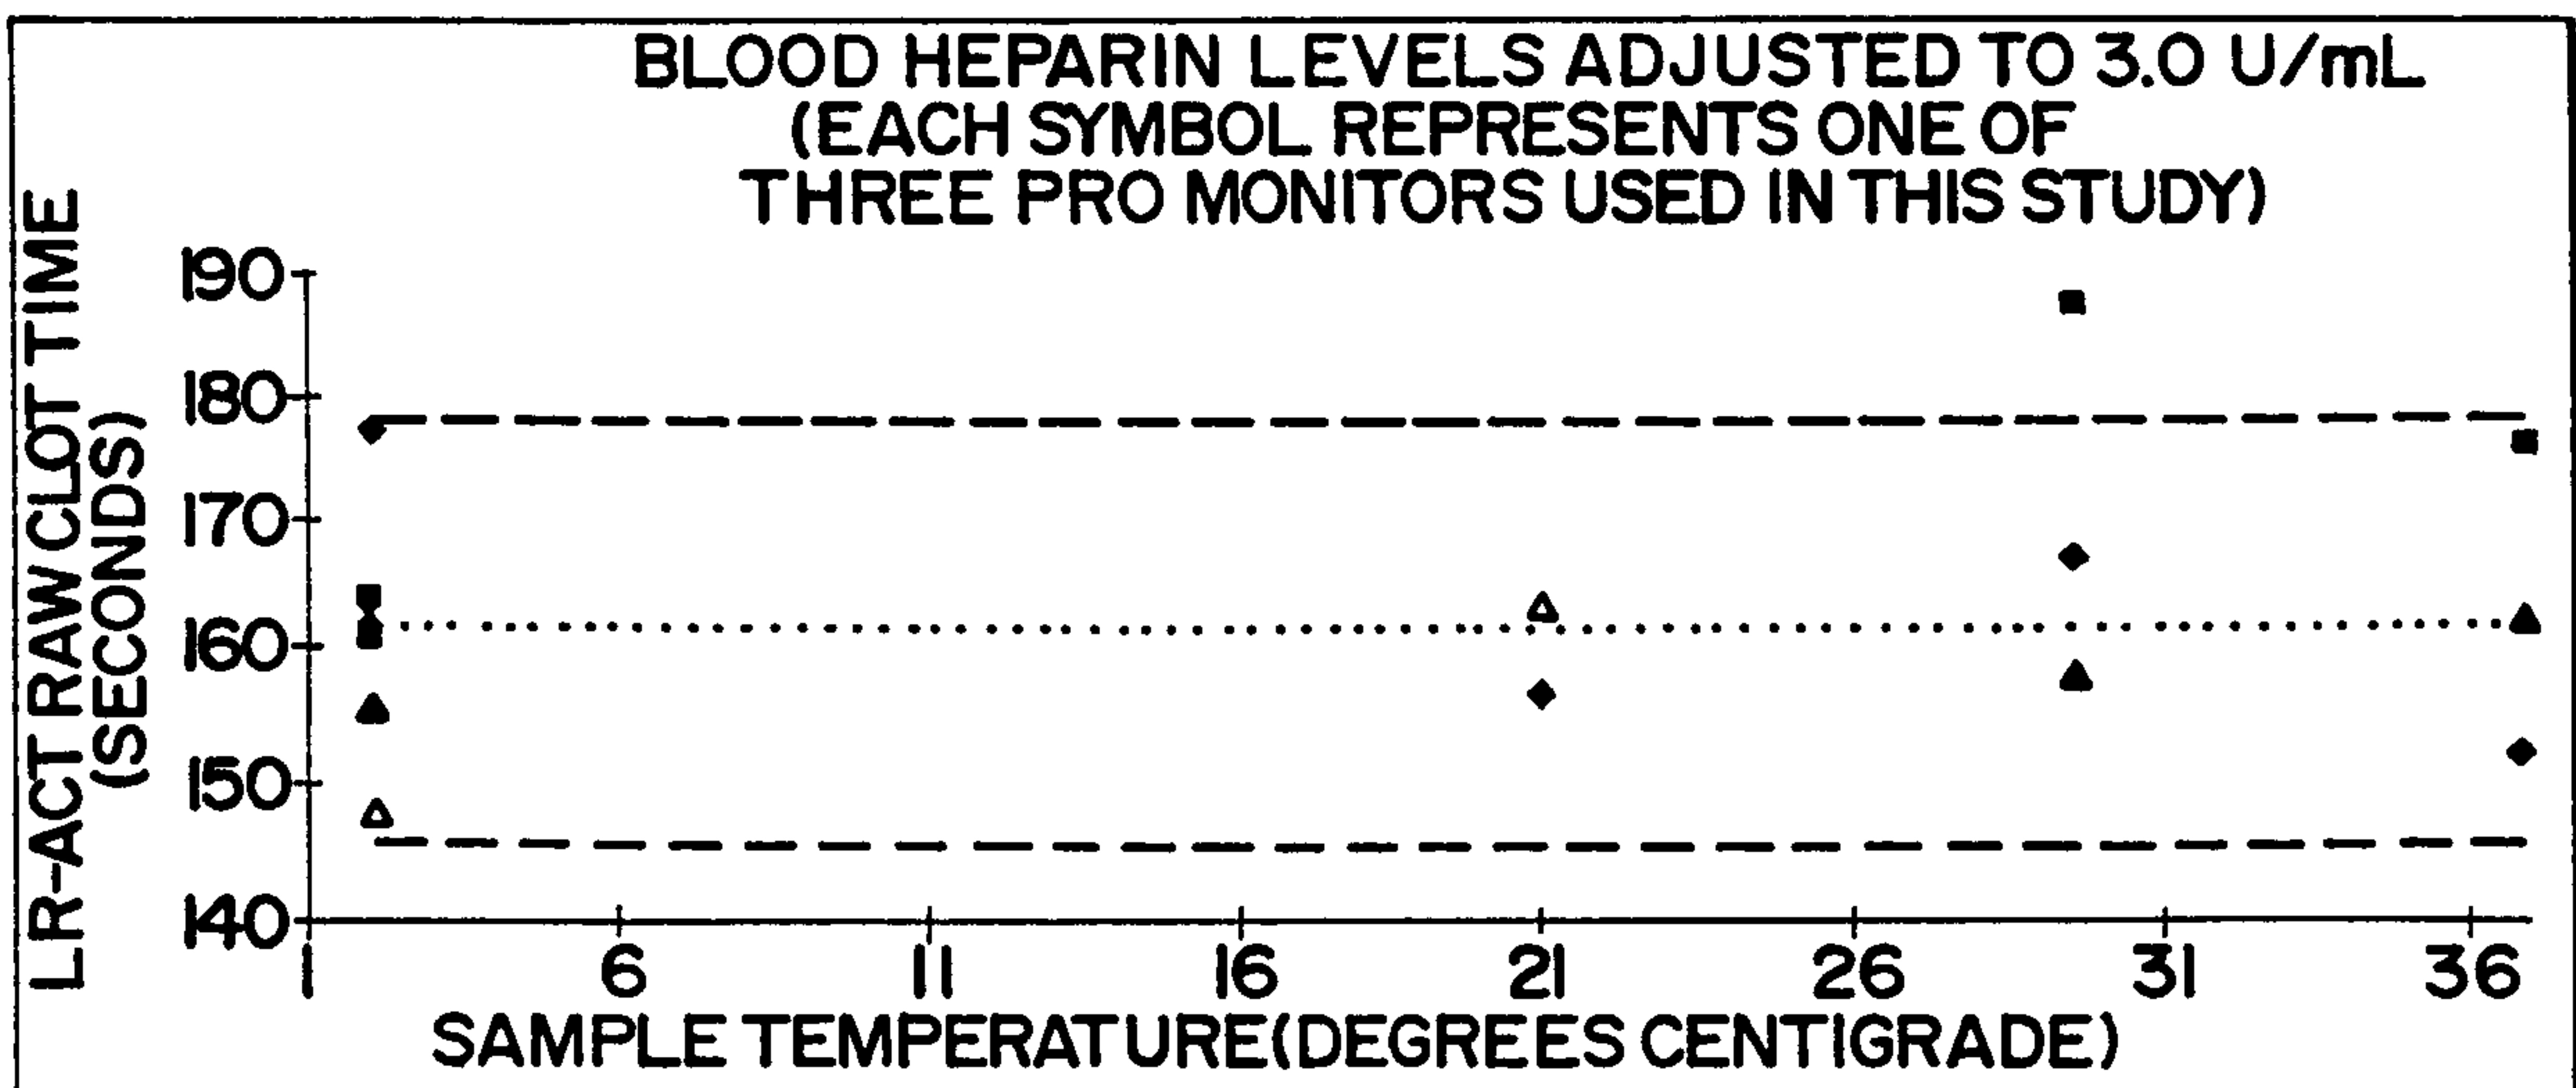 BLOOD HEPARIN LEVELS ADJUSTED TO 3.0 U/mL
(EACH SYMBOL REPRESENTS ONE OF
THREE PRO MONITORS USED IN THIS STUDY)
LR-ACT RAW CLOT TIME
(SECONDS)
190
180
170
160
150
140
1 6 11 16 21 26 31 36
SAMPLE TEMPERATURE(DEGREES CENTIGRADE)